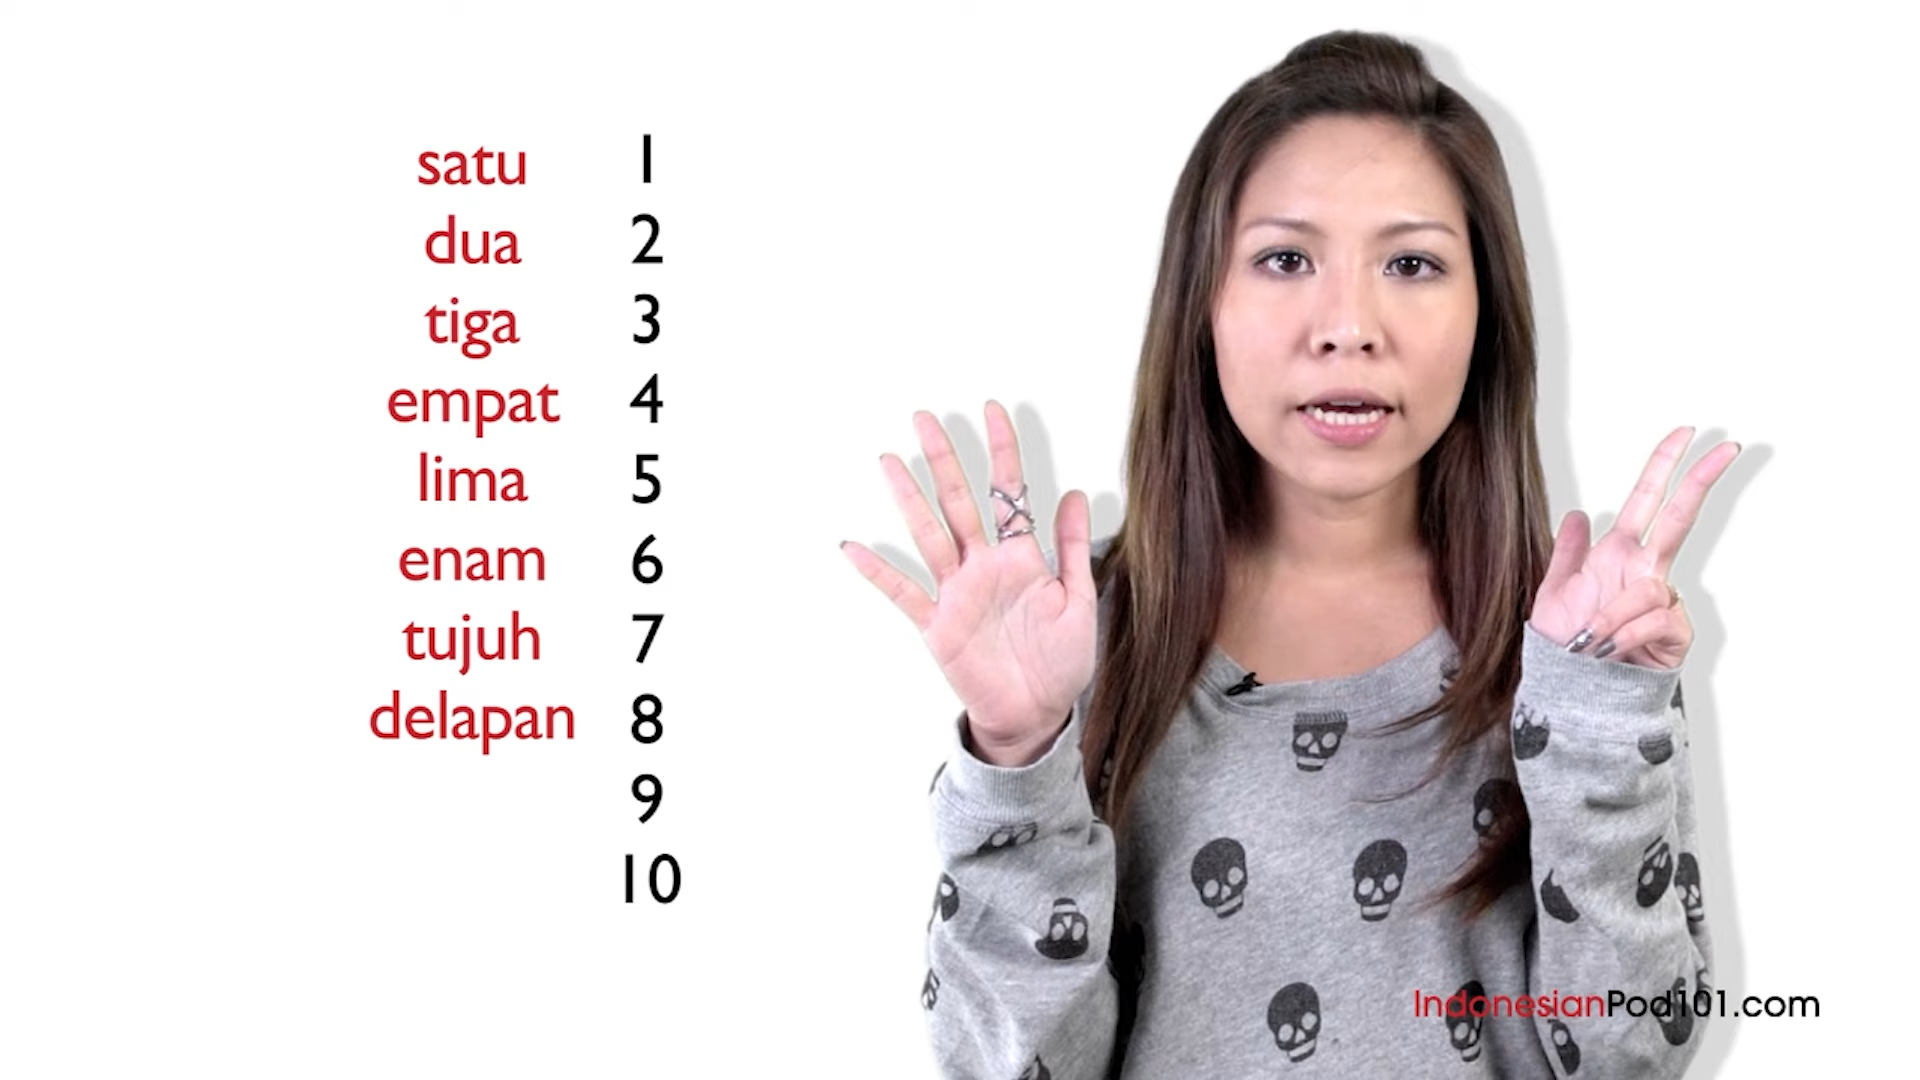 satu 1
dua 2
tiga 3
empat 4
lima 5
enam 6
tujuh 7
delapan 8
9
10
IndonesianPod101.com